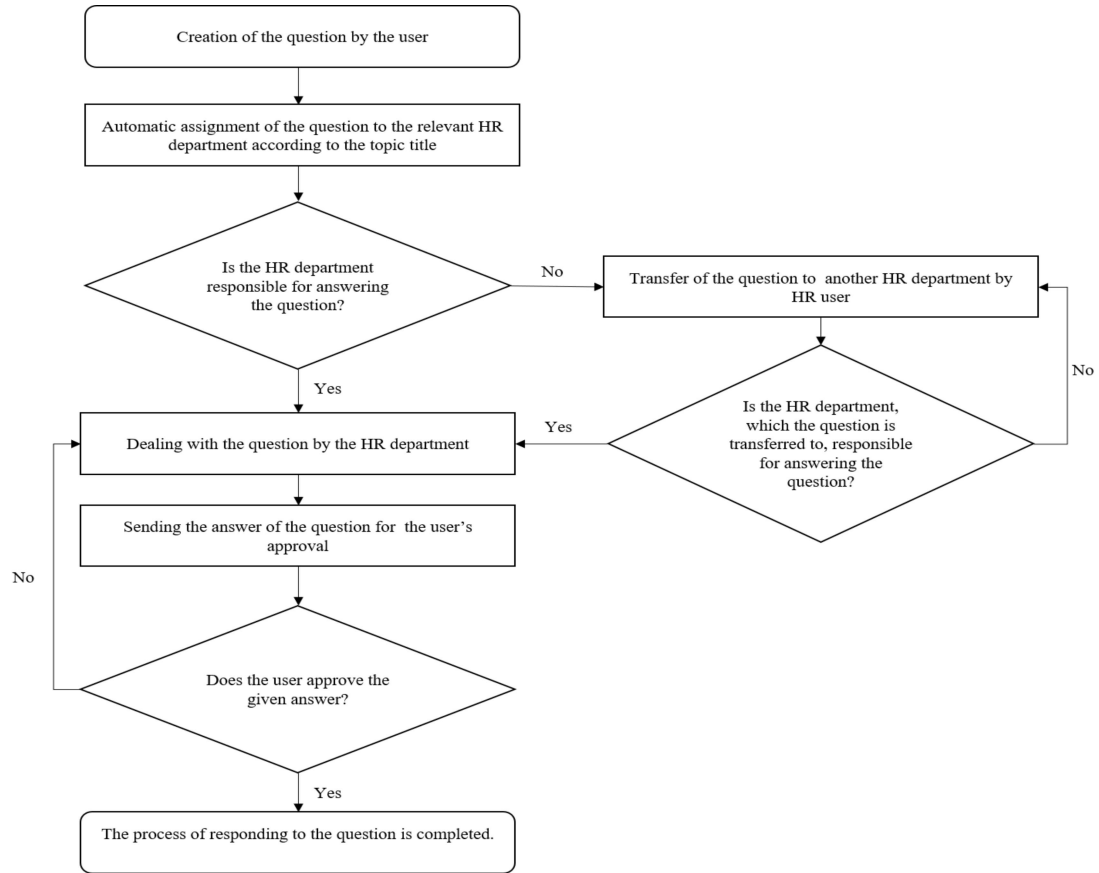 Creation of the question by the user
Automatic assignment of the question to the relevant HR
department according to the topic title
Is the HR department
responsible for answering
the question?
No
Transfer of the question to another HR department by
HR user
Yes
Is the HR department,
which the question is
transferred to, responsible
for answering the
question?
No
Yes
Dealing with the question by the HR department
Sending the answer of the question for the user's
approval
No
Does the user approve the
given answer?
Yes
The process of responding to the question is completed.